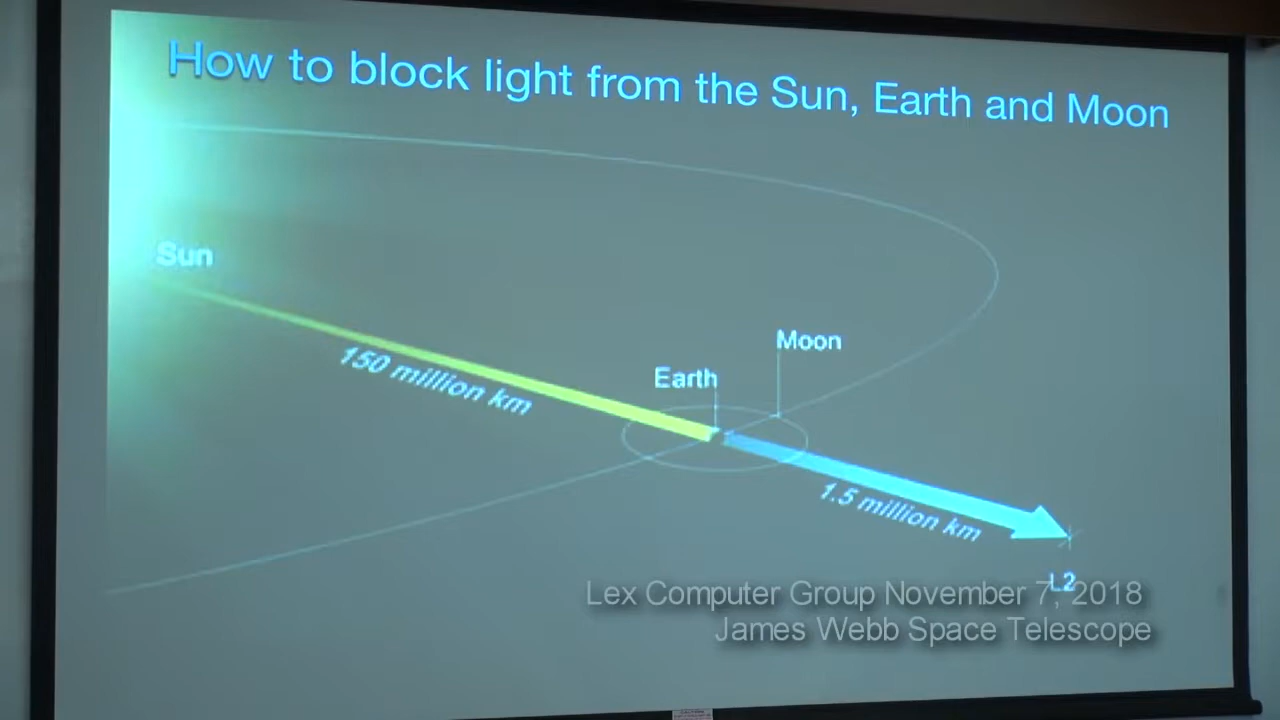 How to block light from the Sun, Earth and Moon
Sun
Moon
150 million km
Earth
1.5 million km
L2
Lex Computer Group November 7, 2018
James Webb Space Telescope